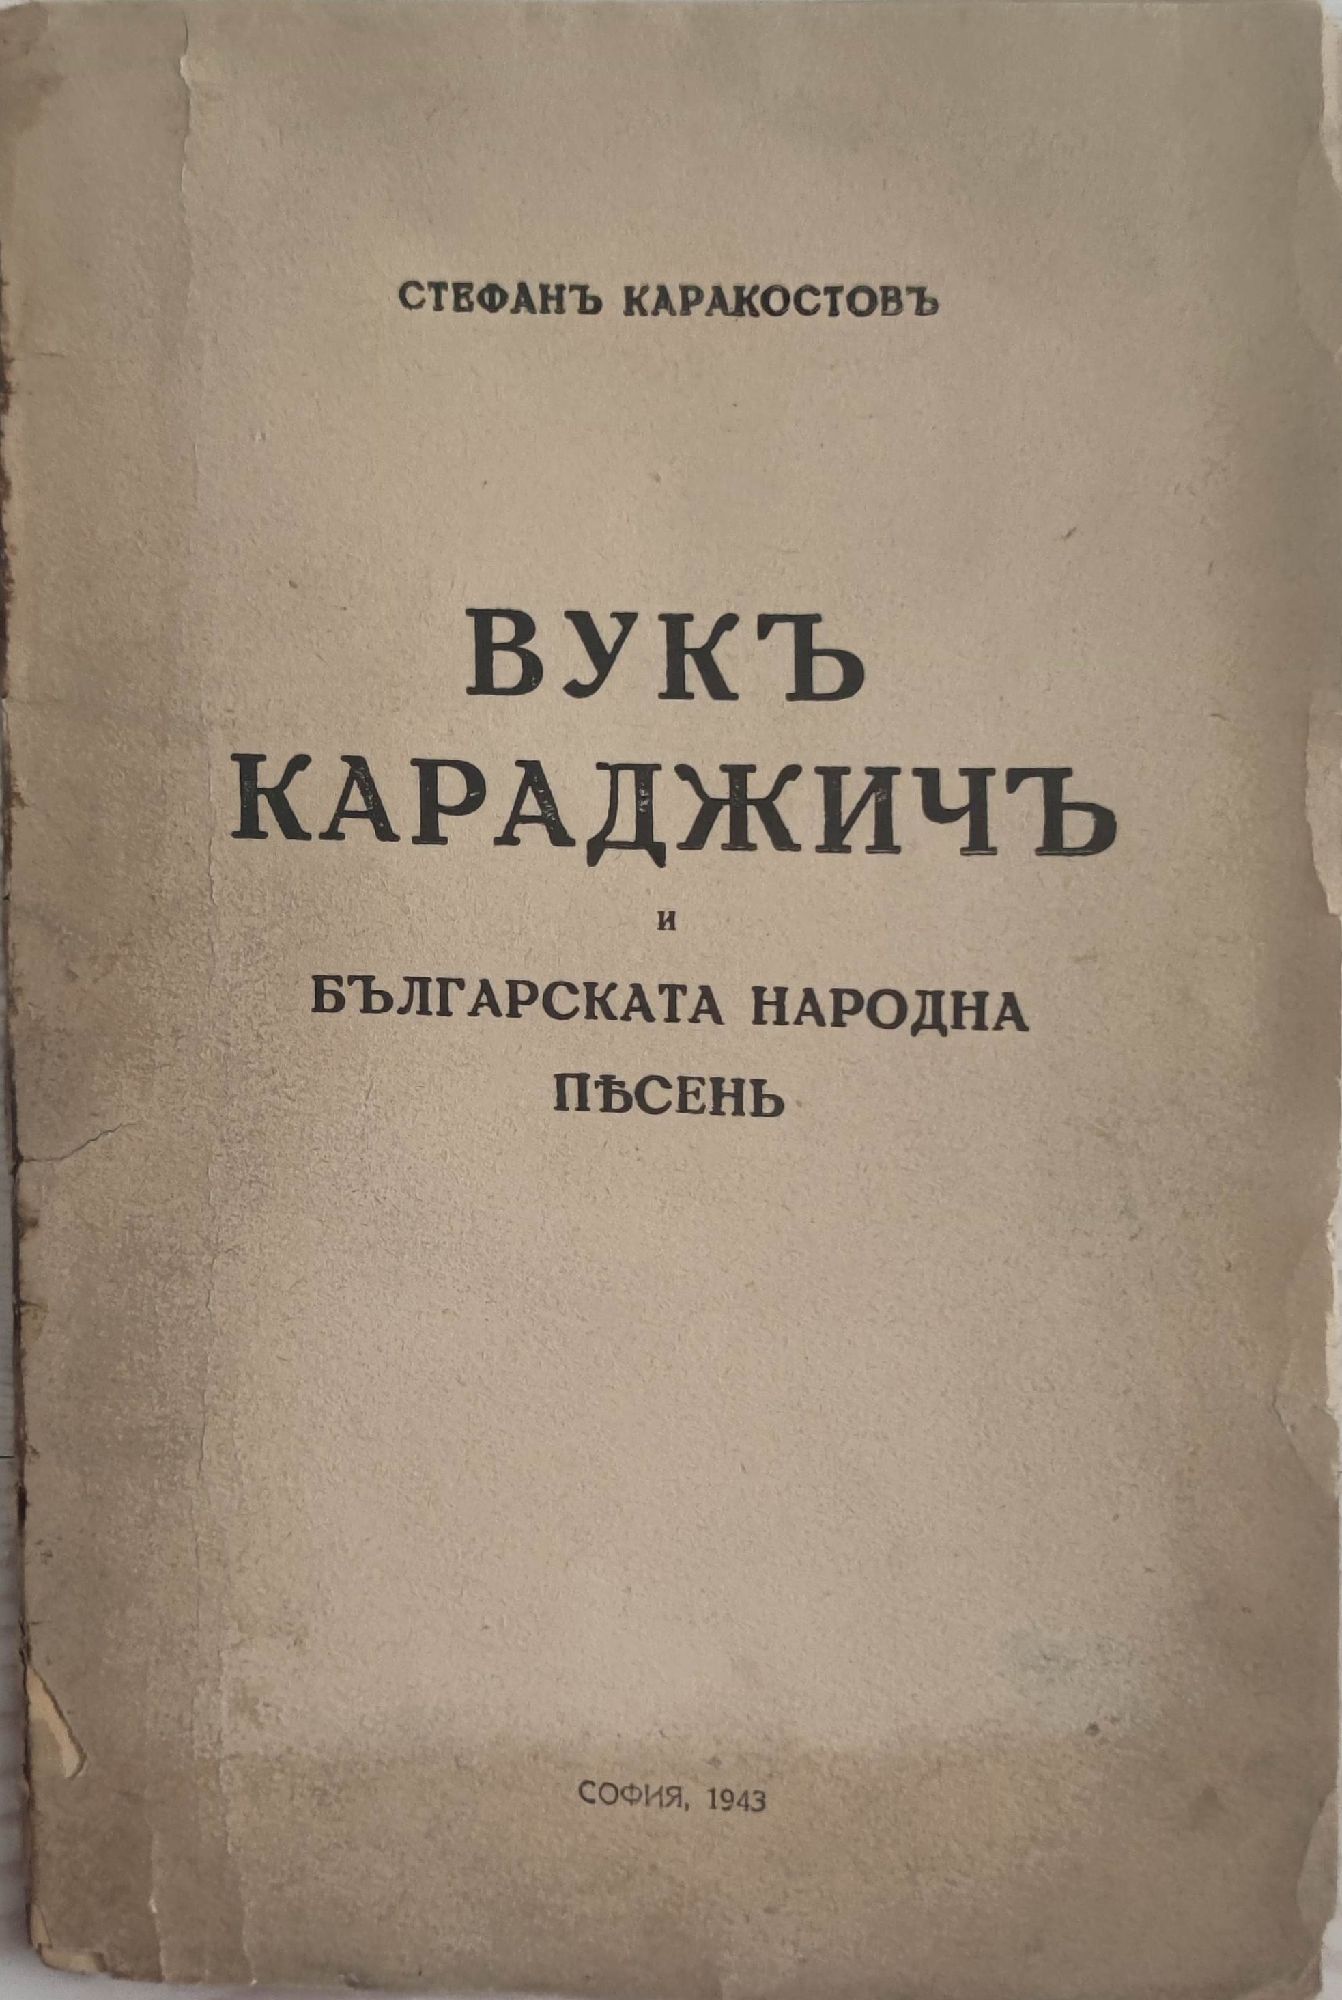 СТЕФАНЪ КАРАКОСТОВЪ
ВУКЪ
КАРАДЖИЧЪ
и
БЪЛГАРСКАТА НАРОДНА
ПѢСЕНЬ
СОФИЯ, 1943